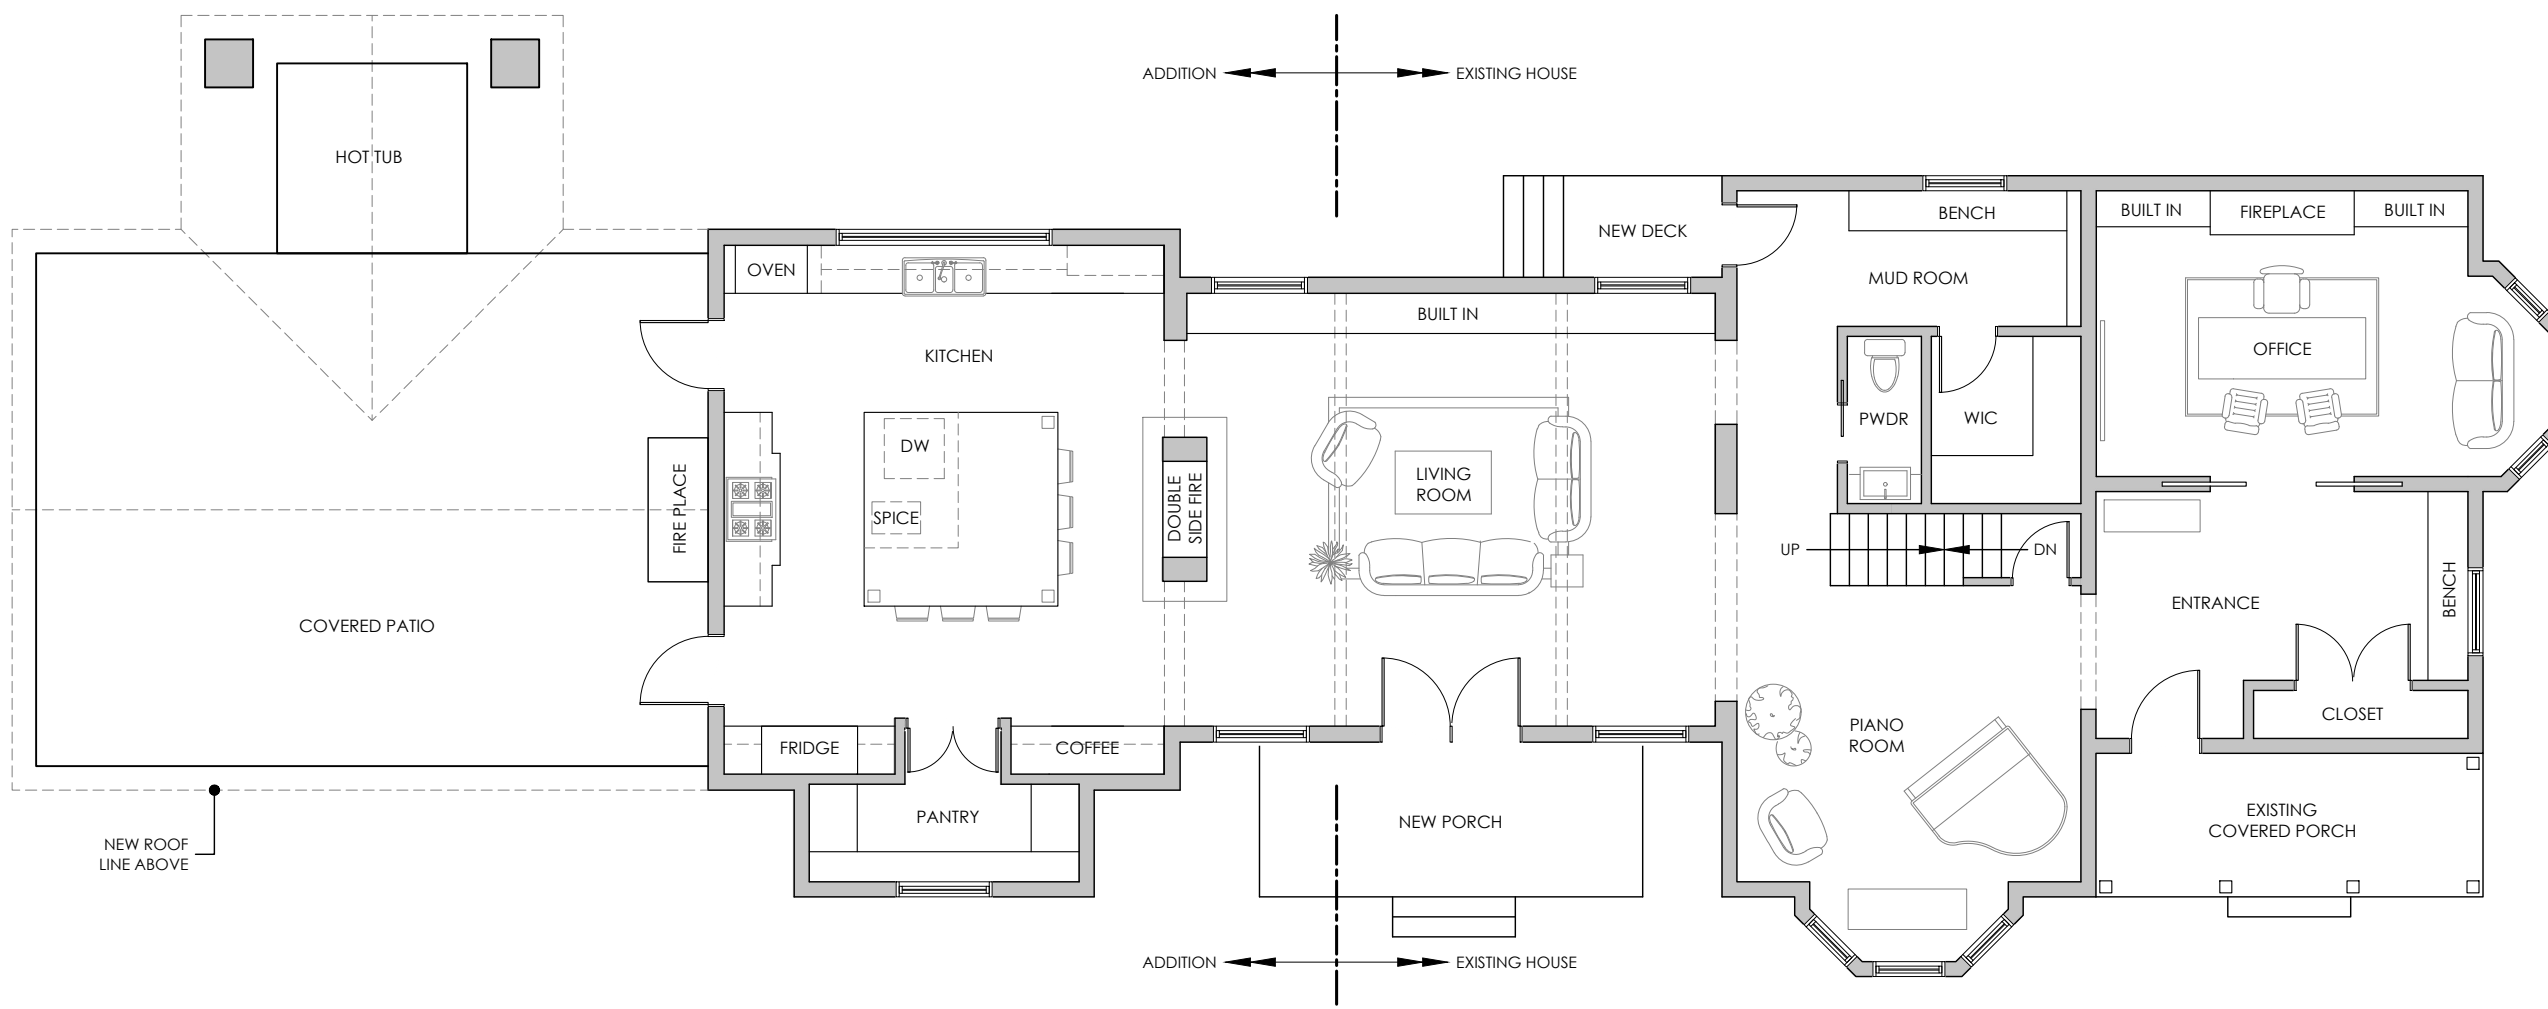 ADDITION
EXISTING HOUSE
HOT TUB
NEW DECK
BENCH
BUILT IN
FIREPLACE
BUILT IN
OVEN
MUD ROOM
BUILT IN
KITCHEN
OFFICE
DW
PWDR
WIC
LIVING
ROOM
FIRE PLACE
SPICE
DOUBLE
SIDE FIRE
UP
DN
BENCH
ENTRANCE
COVERED PATIO
CLOSET
PIANO
ROOM
FRIDGE
COFFEE
PANTRY
NEW PORCH
EXISTING
COVERED PORCH
NEW ROOF
LINE ABOVE
ADDITION
EXISTING HOUSE